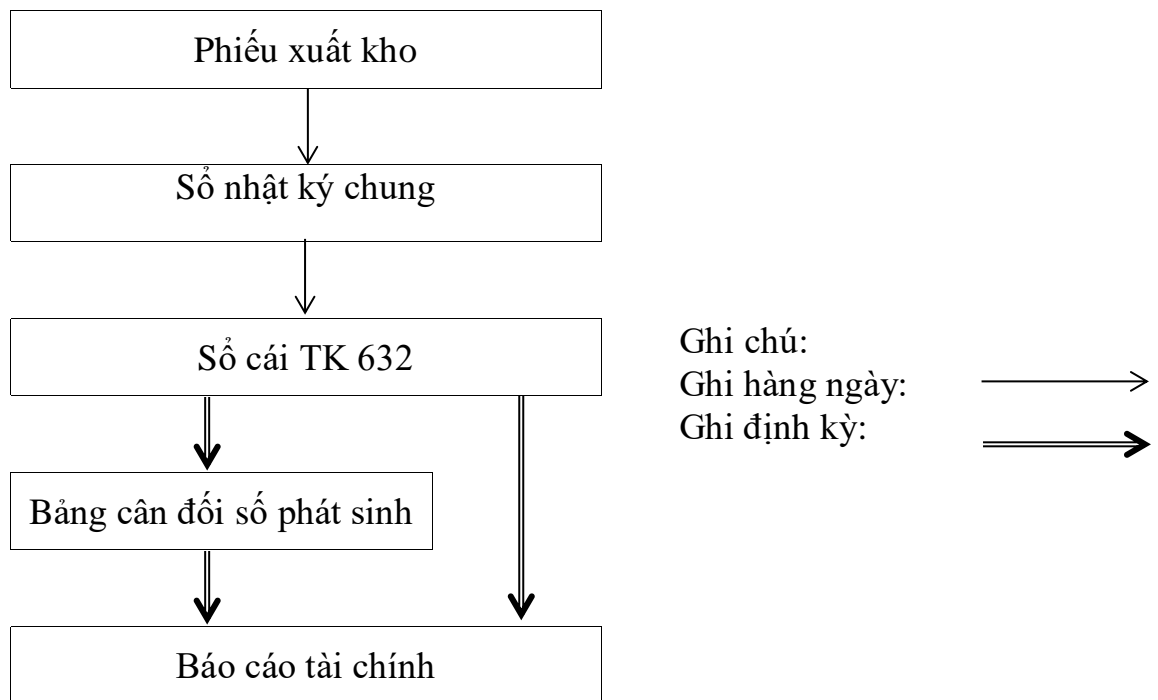 Phiếu xuất kho
Sổ nhật ký chung
Sổ cái TK 632
Ghi chú:
Ghi hàng ngày:
Ghi định kỳ:
Bảng cân đối số phát sinh
Báo cáo tài chính